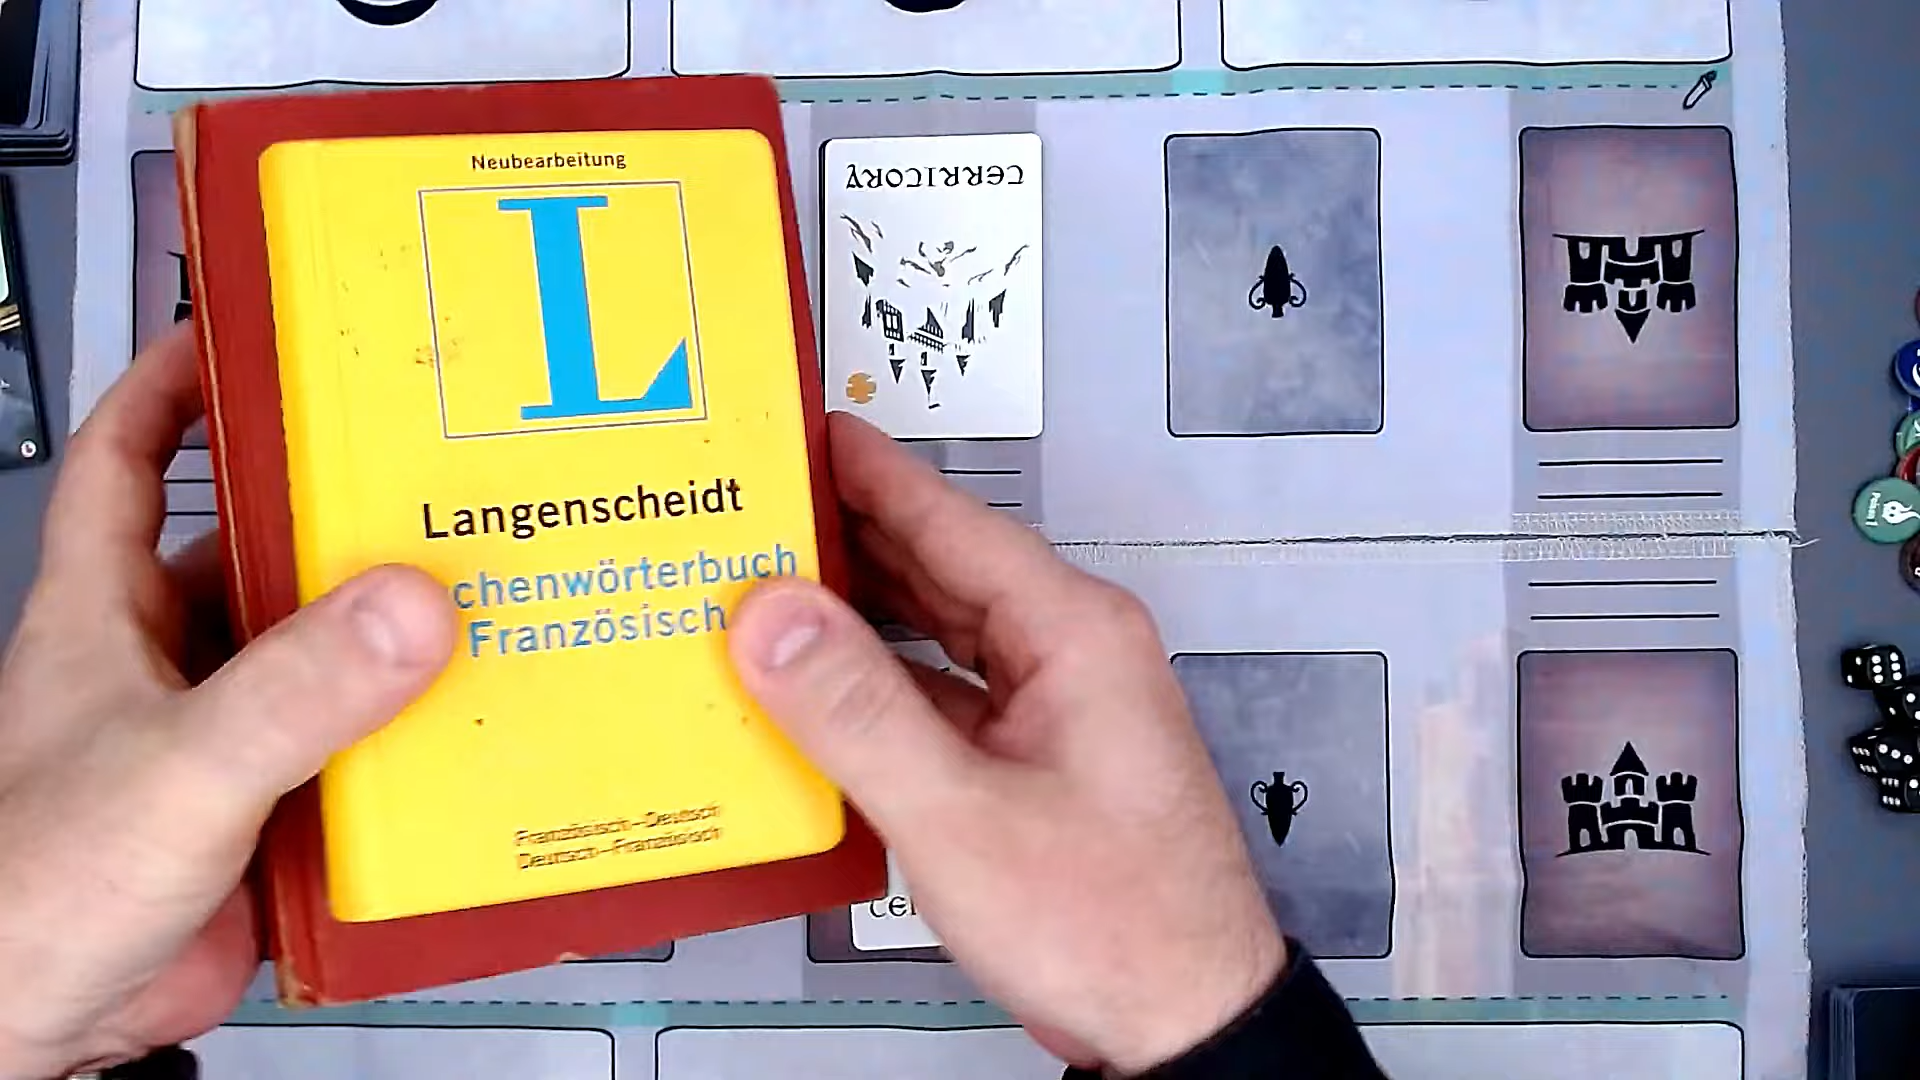 Neubearbeitung
L
Langenscheidt
chenwörterbuch
Französisch
Französisch–Deutsch
Deutsch–Französisch
TERRITORY